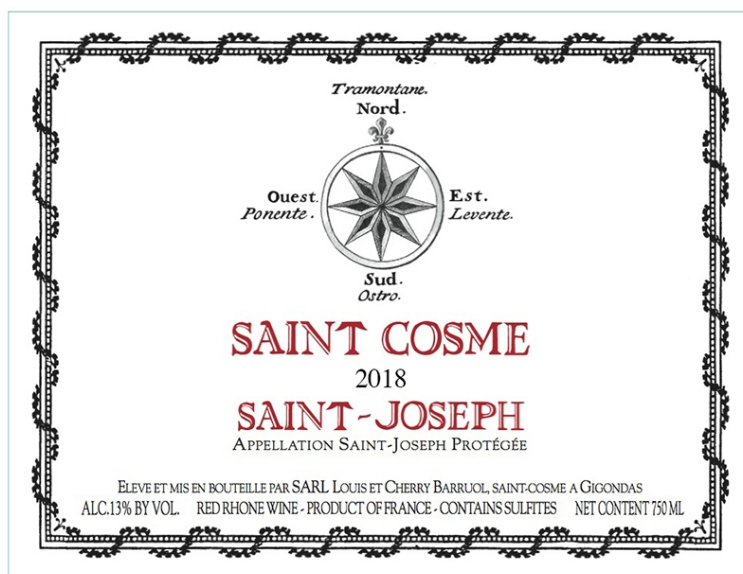 Tramontane.
Nord.
Ouest. Est.
Ponente. Levente.
Sud.
Ostro.
SAINT COSME
2018
SAINT-JOSEPH
APPELLATION SAINT-JOSEPH PROTÉGÉE
ELEVE ET MIS EN BOUTEILLE PAR SARL LOUIS ET CHERRY BARRUOL, SAINT-COSME A GIGONDAS
ALC.13% BY VOL. RED RHONE WINE - PRODUCT OF FRANCE - CONTAINS SULFITES NET CONTENT 750 ML